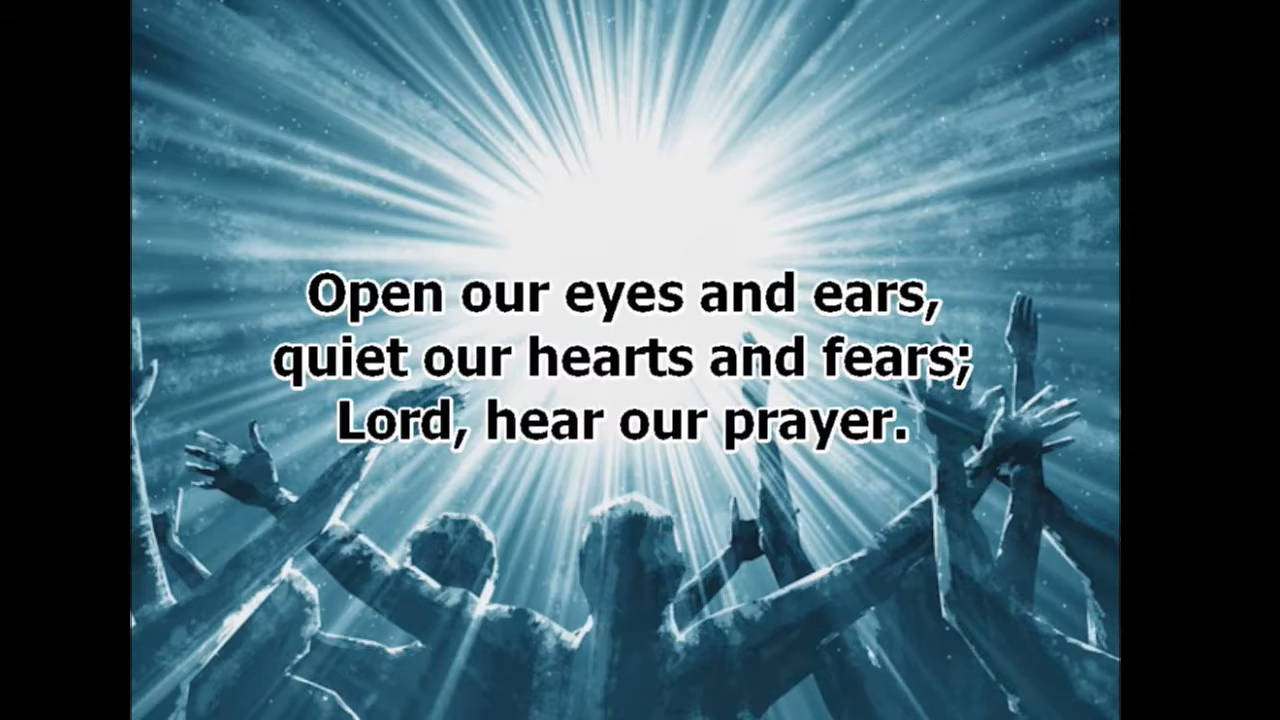 Open our eyes and ears,
quiet our hearts and fears;
Lord, hear our prayer.